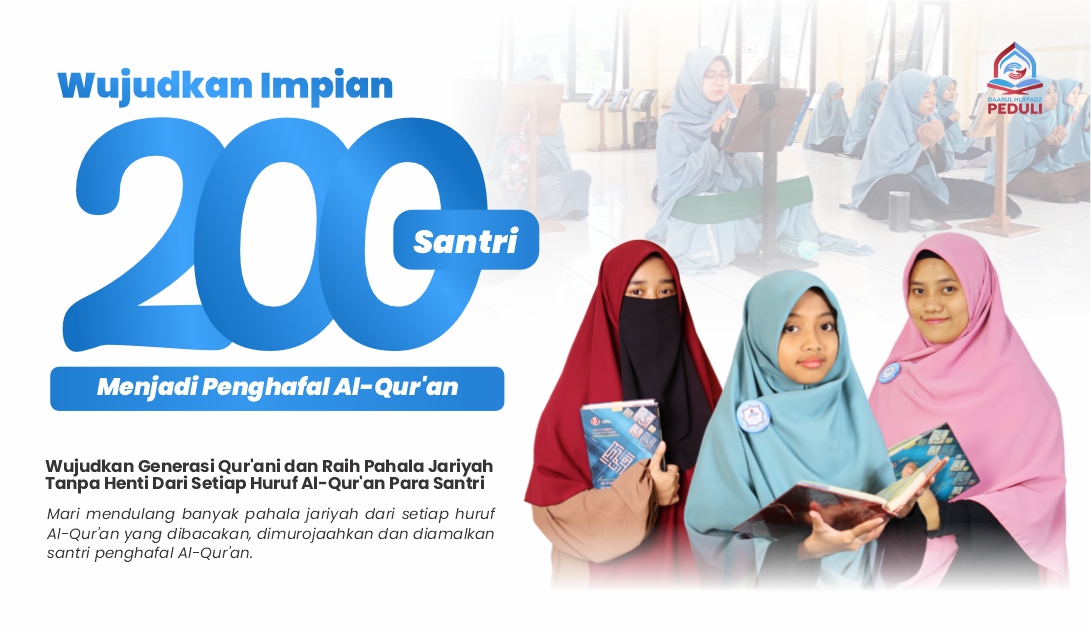 Wujudkan Impian
200
Santri
Menjadi Penghafal Al-Qur'an
Wujudkan Generasi Qur'ani dan Raih Pahala Jariyah
Tanpa Henti Dari Setiap Huruf Al-Qur'an Para Santri
Mari mendulang banyak pahala jariyah dari setiap huruf
Al-Qur'an yang dibacakan, dimurojaahkan dan diamalkan
santri penghafal Al-Qur'an.
DAARUL HUFFADZ
PEDULI